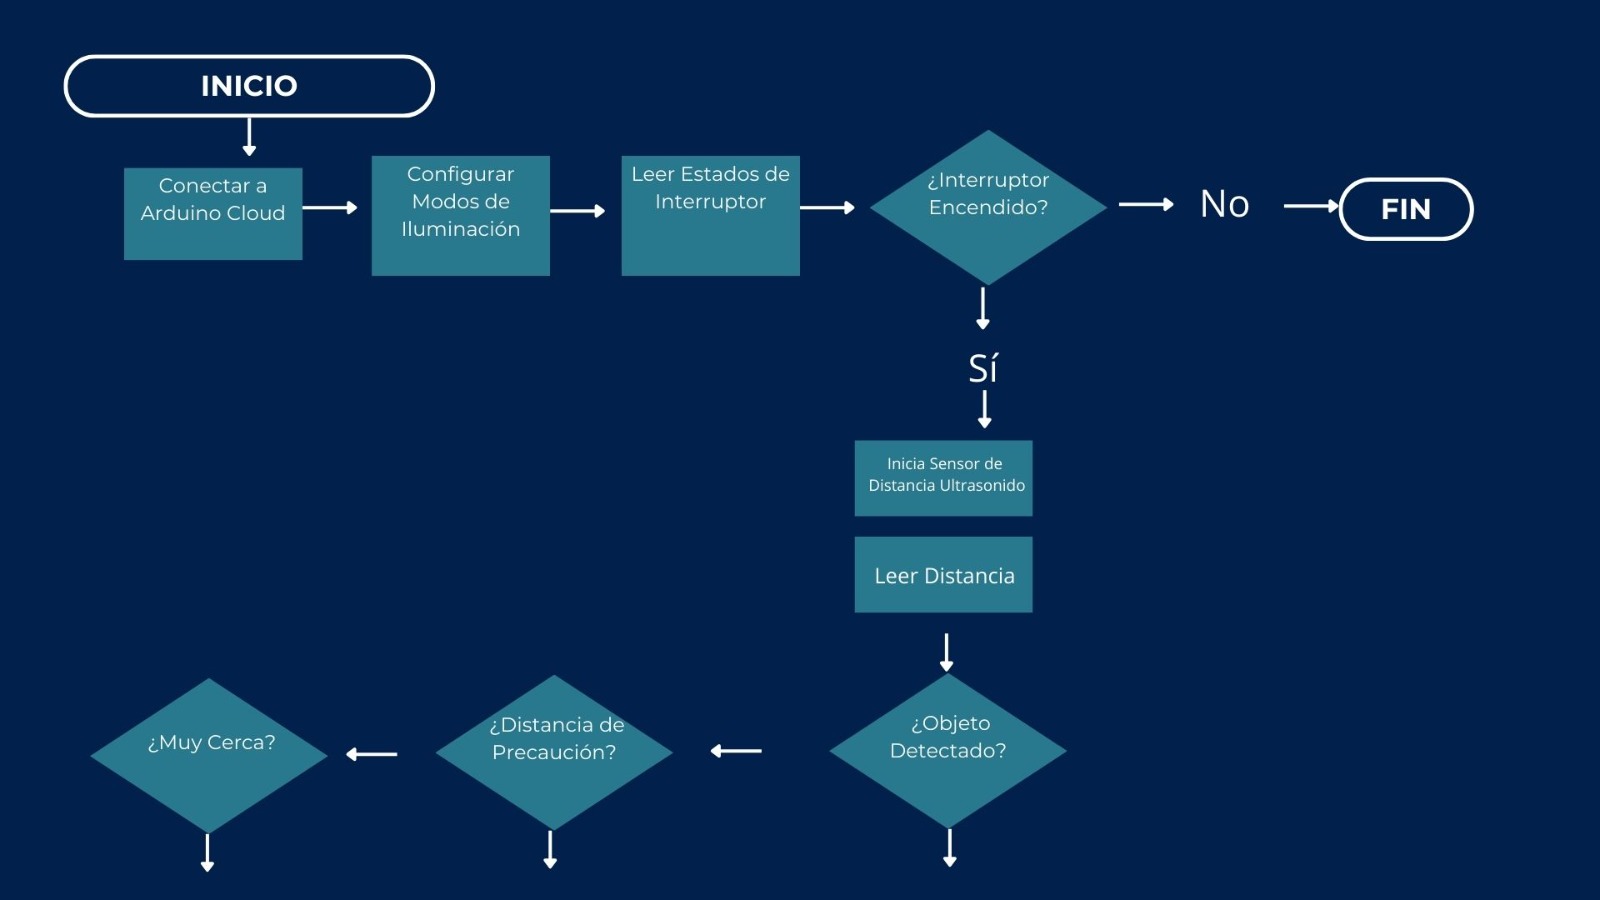 INICIO
Conectar a
Arduino Cloud
Configurar
Modos de
Iluminación
Leer Estados de
Interruptor
¿Interruptor
Encendido?
No
FIN
Sí
Inicia Sensor de
Distancia Ultrasonido
Leer Distancia
¿Muy Cerca?
¿Distancia de
Precaución?
¿Objeto
Detectado?